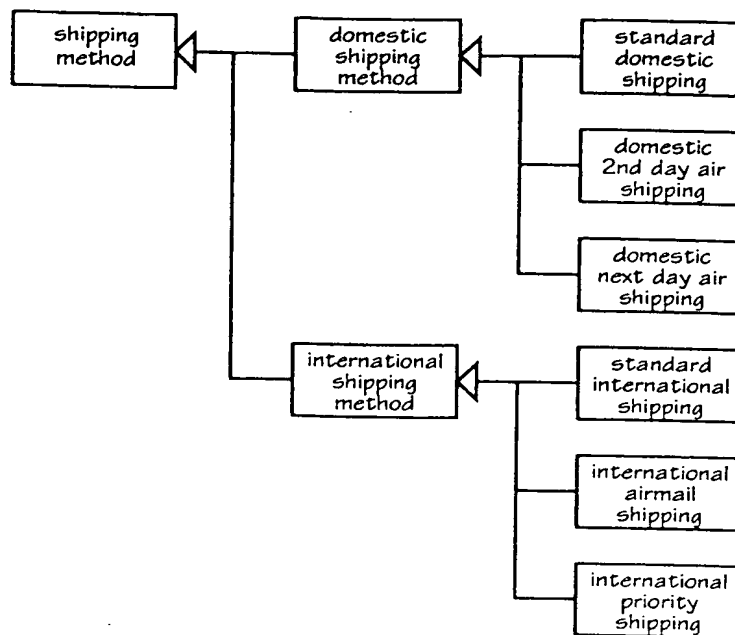 shipping
method
domestic
shipping
method
standard
domestic
shipping
domestic
2nd day air
shipping
domestic
next day air
shipping
international
shipping
method
standard
international
shipping
international
airmail
shipping
international
priority
shipping